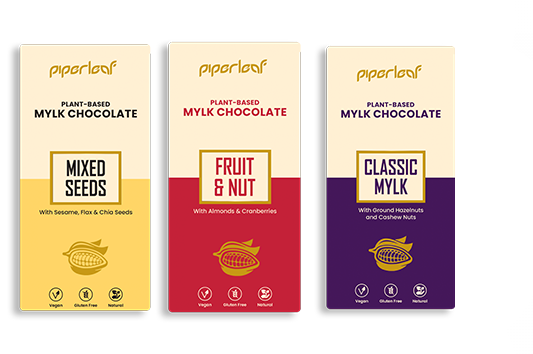 piperleaf
PLANT-BASED
MYLK CHOCOLATE
MIXED
SEEDS
With Sesame, Flax & Chia Seeds
Vegan
Gluten Free
Natural
piperleaf
PLANT-BASED
MYLK CHOCOLATE
FRUIT
& NUT
With Almonds & Cranberries
Vegan
Gluten Free
Natural
piperleaf
PLANT-BASED
MYLK CHOCOLATE
CLASSIC
MYLK
With Ground Hazelnuts
and Cashew Nuts
Vegan
Gluten Free
Natural